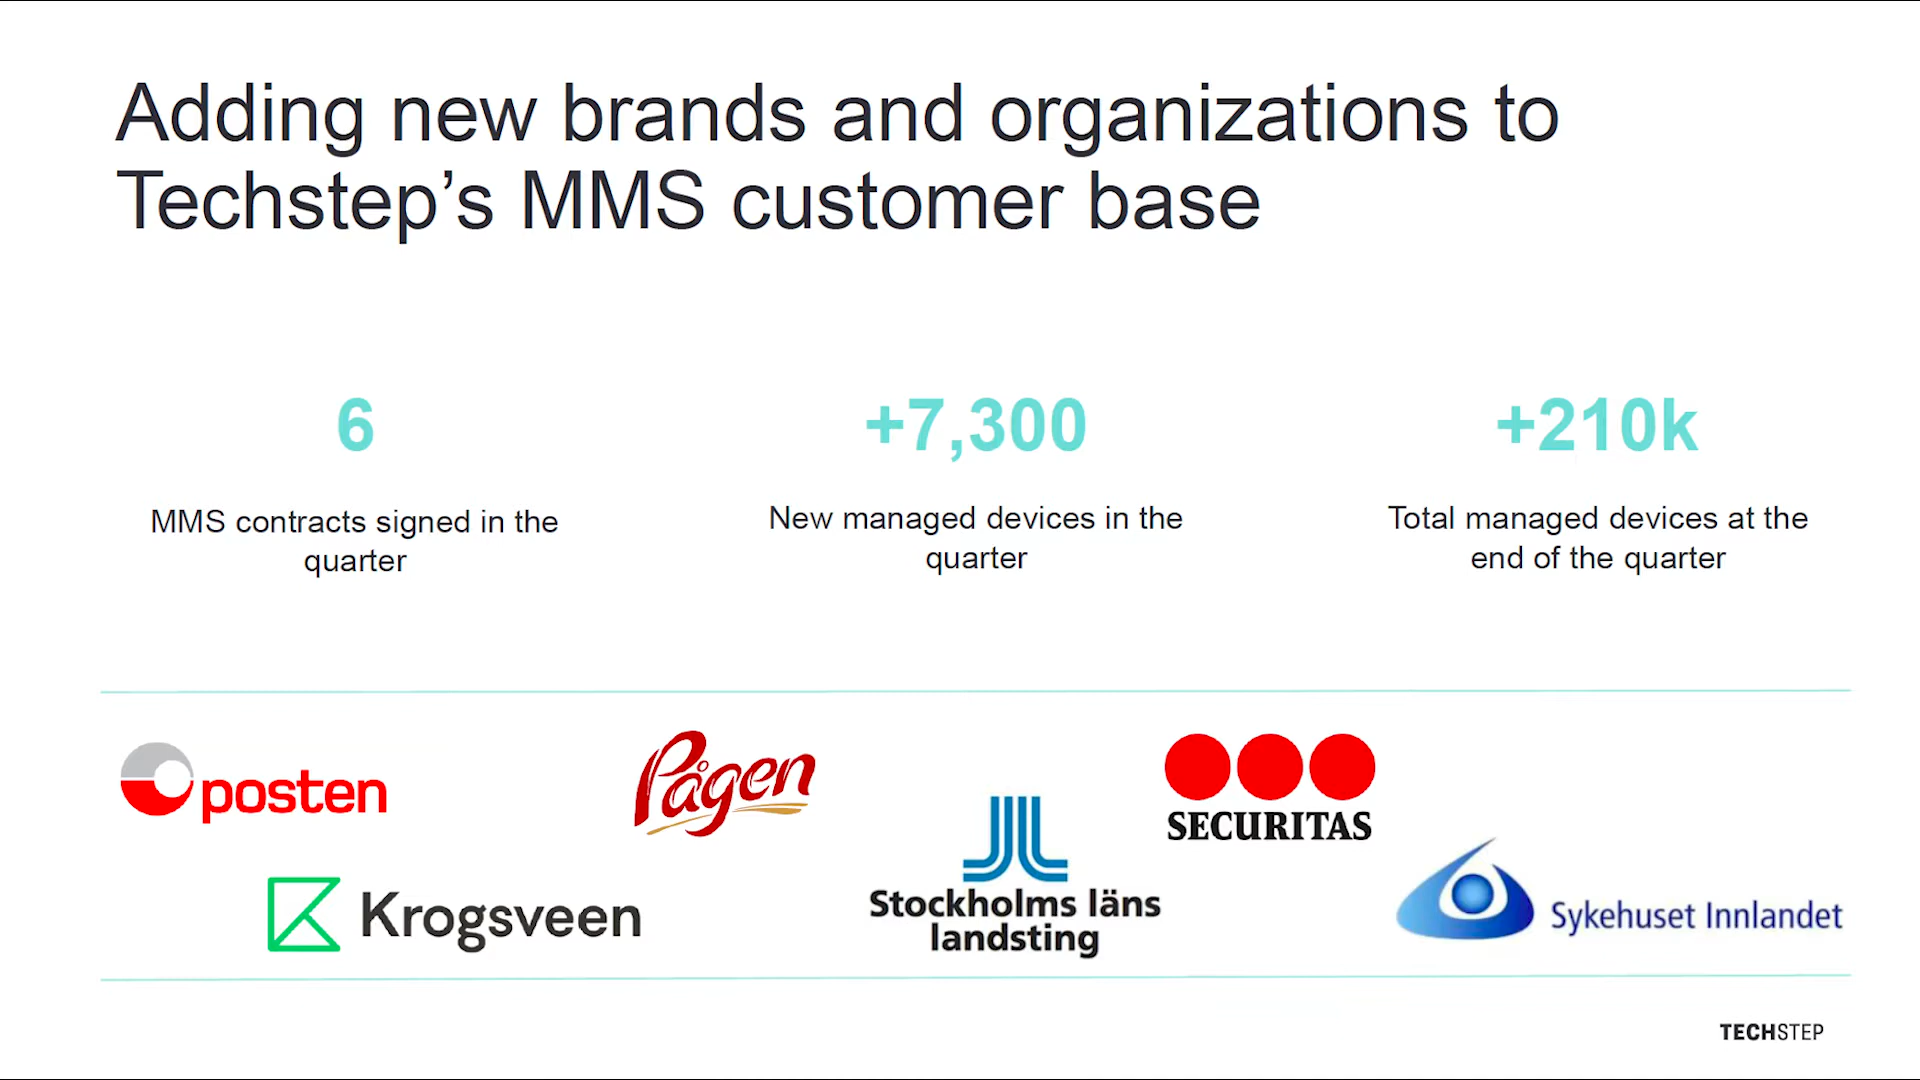 Adding new brands and organizations to
Techstep’s MMS customer base
6
MMS contracts signed in the
quarter
+7,300
New managed devices in the
quarter
+210k
Total managed devices at the
end of the quarter
posten
Pågen
SECURITAS
Krogsveen
Stockholms läns
landsting
Sykehuset Innlandet
TECHSTEP